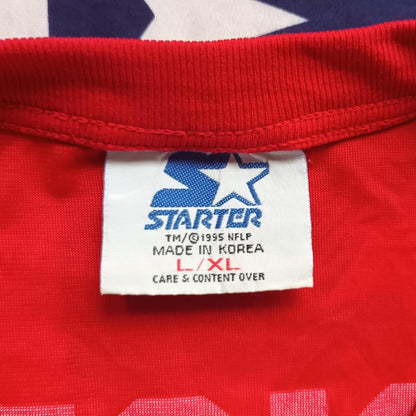 STARTER
TM/©1995 NFLP
MADE IN KOREA
L/XL
CARE & CONTENT OVER